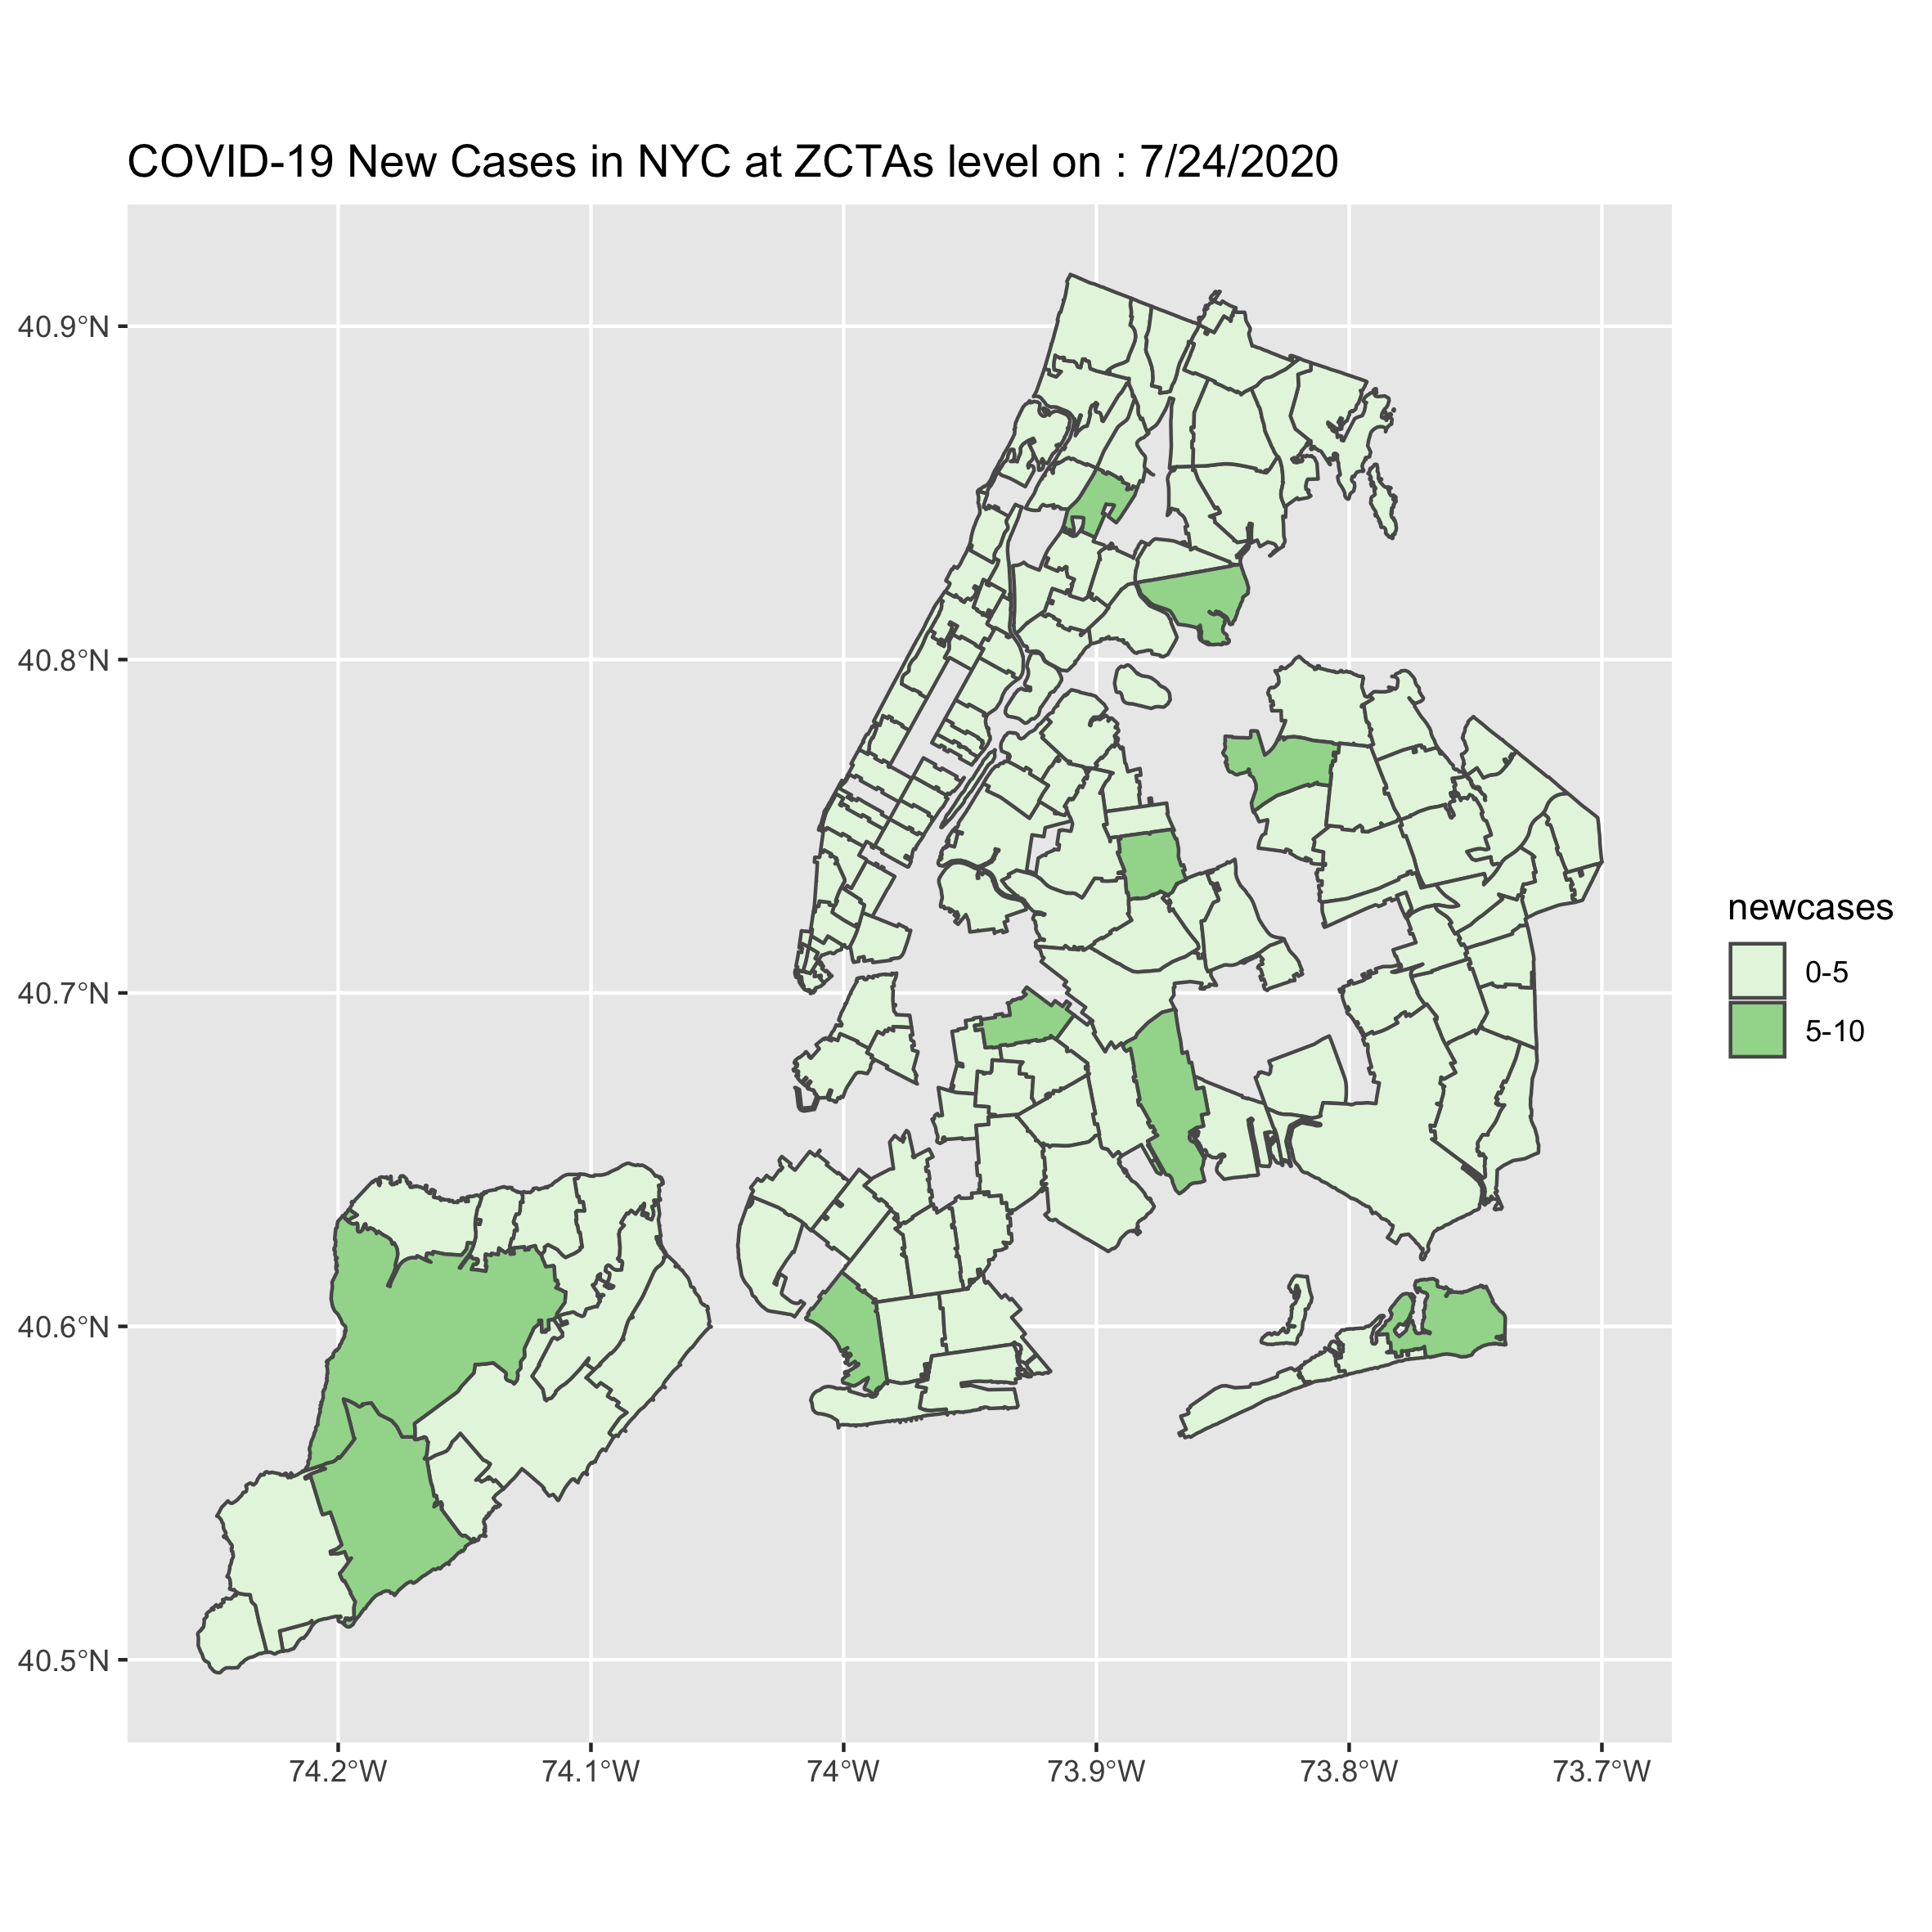 COVID-19 New Cases in NYC at ZCTAs level on : 7/24/2020
40.9°N
40.8°N
40.7°N
40.6°N
40.5°N
74.2°W
74.1°W
74°W
73.9°W
73.8°W
73.7°W
newcases
0-5
5-10